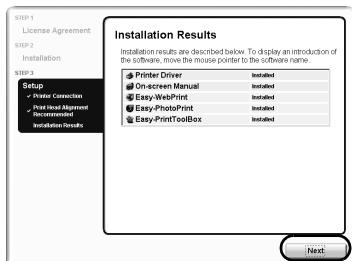 STEP 1
License Agreement
STEP 2
Installation
STEP 3
Setup
Printer Connection
Print Head Alignment
Recommended
Installation Results
Installation Results
Installation results are described below. To display an introduction of
the software, move the mouse pointer to the software name.
Printer Driver Installed
On-screen Manual Installed
Easy-WebPrint Installed
Easy-PhotoPrint Installed
Easy-PrintToolBox Installed
Next